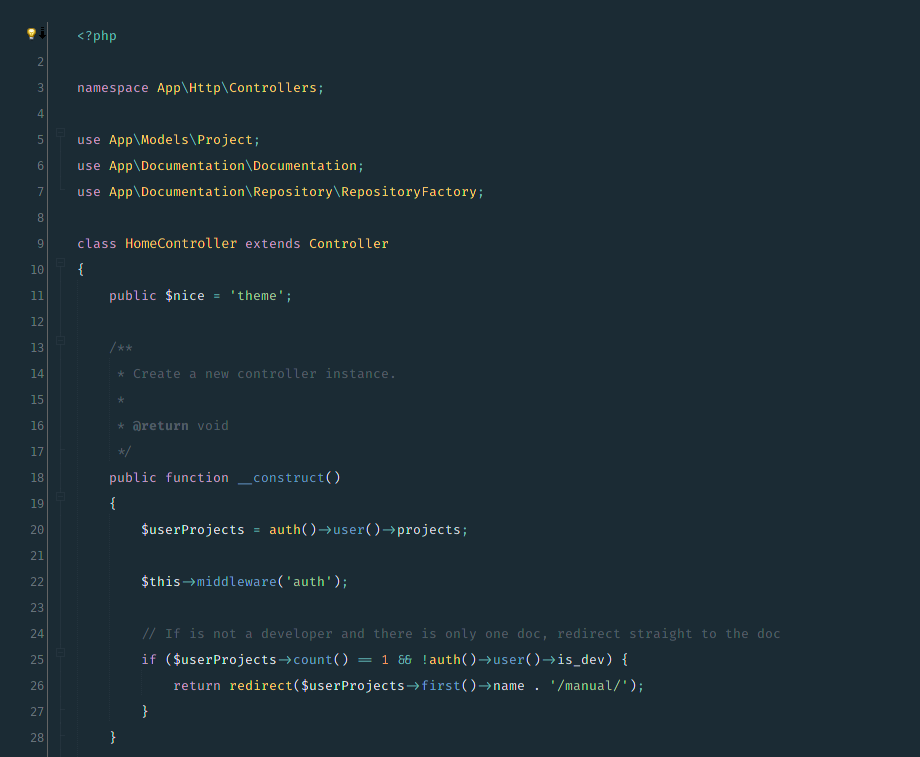 <?php
2
3 namespace App\Http\Controllers;
4
5 use App\Models\Project;
6 use App\Documentation\Documentation;
7 use App\Documentation\Repository\RepositoryFactory;
8
9 class HomeController extends Controller
10 {
11     public $nice = 'theme';
12
13     /**
14      * Create a new controller instance.
15      *
16      * @return void
17      */
18     public function __construct()
19     {
20         $userProjects = auth()->user()->projects;
21
22         $this->middleware('auth');
23
24         // If is not a developer and there is only one doc, redirect straight to the doc
25         if ($userProjects->count() == 1 && !auth()->user()->is_dev) {
26             return redirect($userProjects->first()->name . '/manual/');
27         }
28     }